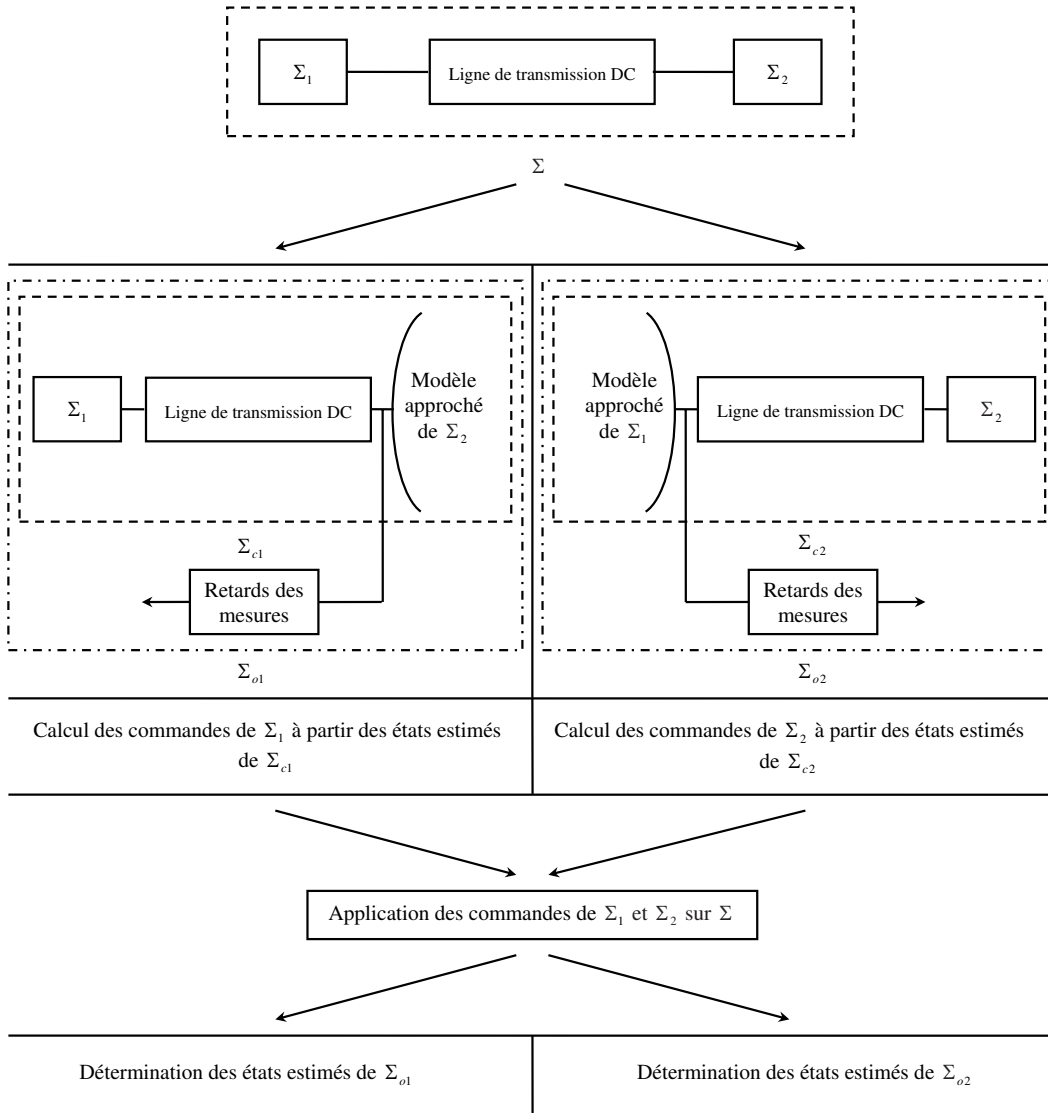 Σ₁
Ligne de transmission DC
Σ₂
Σ
Σ₁
Ligne de transmission DC
Modèle
approché
de Σ₂
Σc1
Retards des
mesures
Σo1
Modèle
approché
de Σ₁
Ligne de transmission DC
Σ₂
Σc2
Retards des
mesures
Σo2
Calcul des commandes de Σ₁ à partir des états estimés
de Σc1
Calcul des commandes de Σ₂ à partir des états estimés
de Σc2
Application des commandes de Σ₁ et Σ₂ sur Σ
Détermination des états estimés de Σo1
Détermination des états estimés de Σo2